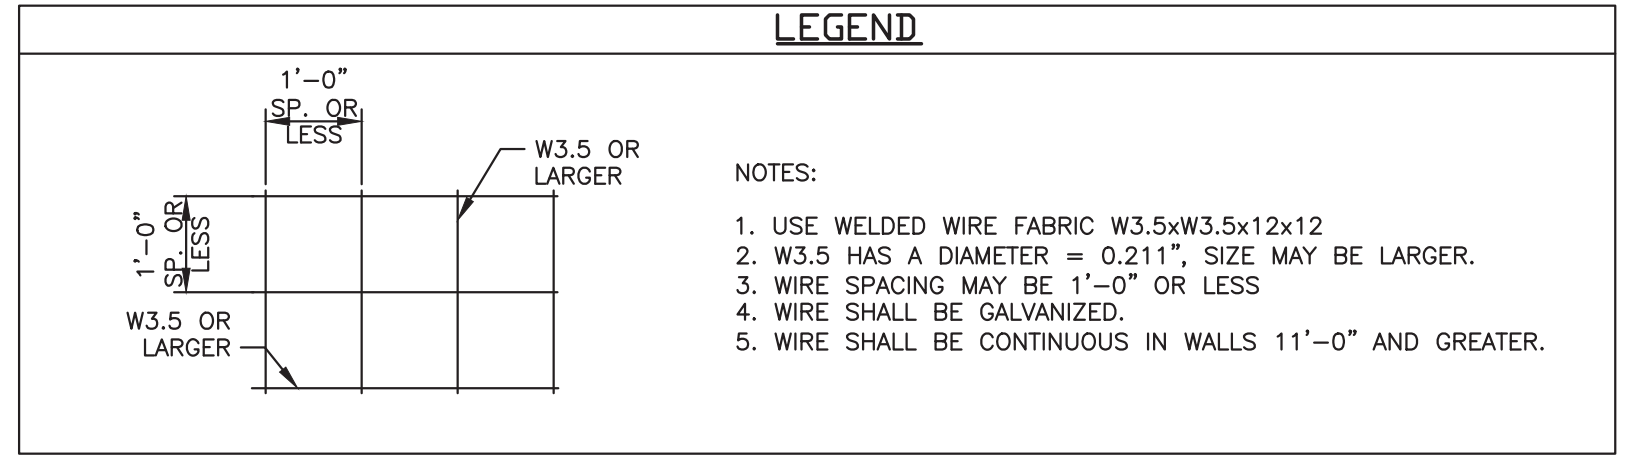 LEGEND
1'-0"
SP. OR
LESS
W3.5 OR
LARGER
1'-0"
SP. OR
LESS
W3.5 OR
LARGER
NOTES:
1. USE WELDED WIRE FABRIC W3.5xW3.5x12x12
2. W3.5 HAS A DIAMETER = 0.211", SIZE MAY BE LARGER.
3. WIRE SPACING MAY BE 1'-0" OR LESS
4. WIRE SHALL BE GALVANIZED.
5. WIRE SHALL BE CONTINUOUS IN WALLS 11'-0" AND GREATER.